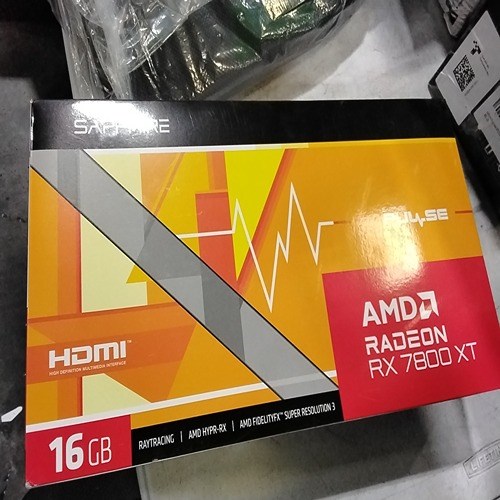 SAPPHIRE
PULSE
AMD
RADEON
RX 7800 XT
HDMI™
HIGH DEFINITION MULTIMEDIA INTERFACE
16 GB
RAYTRACING | AMD HYPR-RX | AMD FIDELITYFX™ SUPER RESOLUTION 3